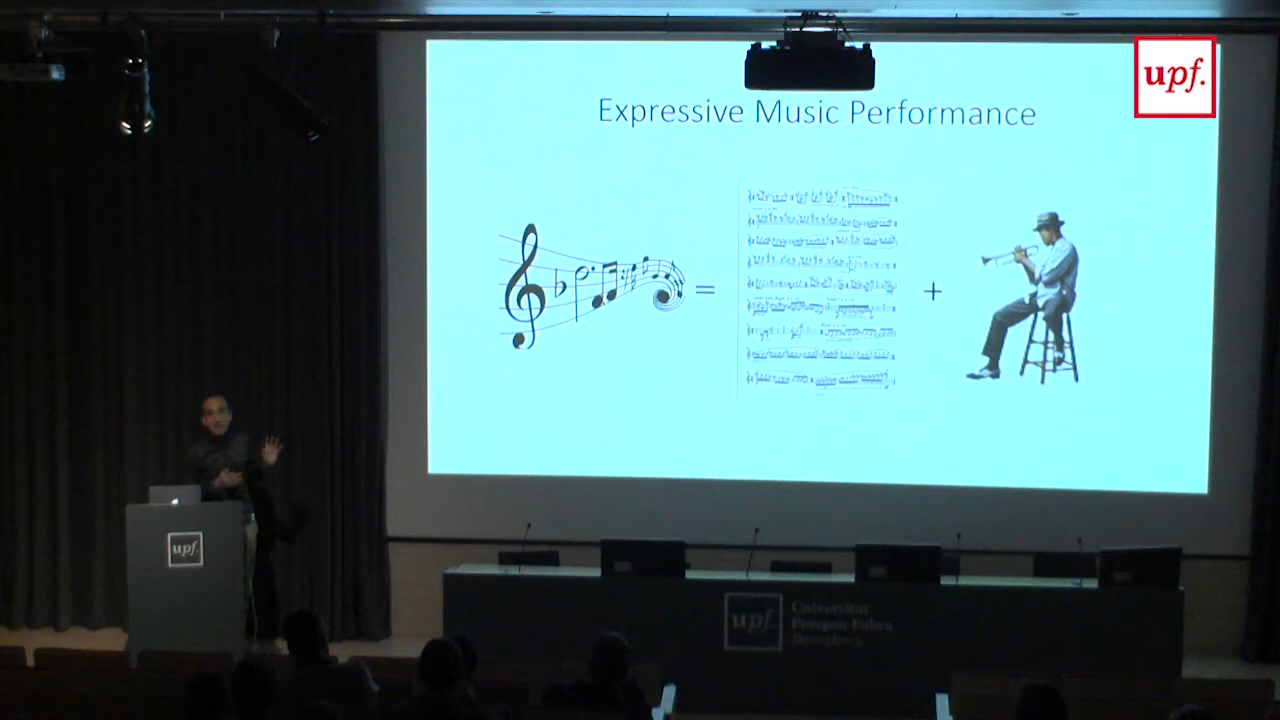 upf.
Expressive Music Performance
=
+
upf.
upf.
Universitat
Pompeu Fabra
Barcelona